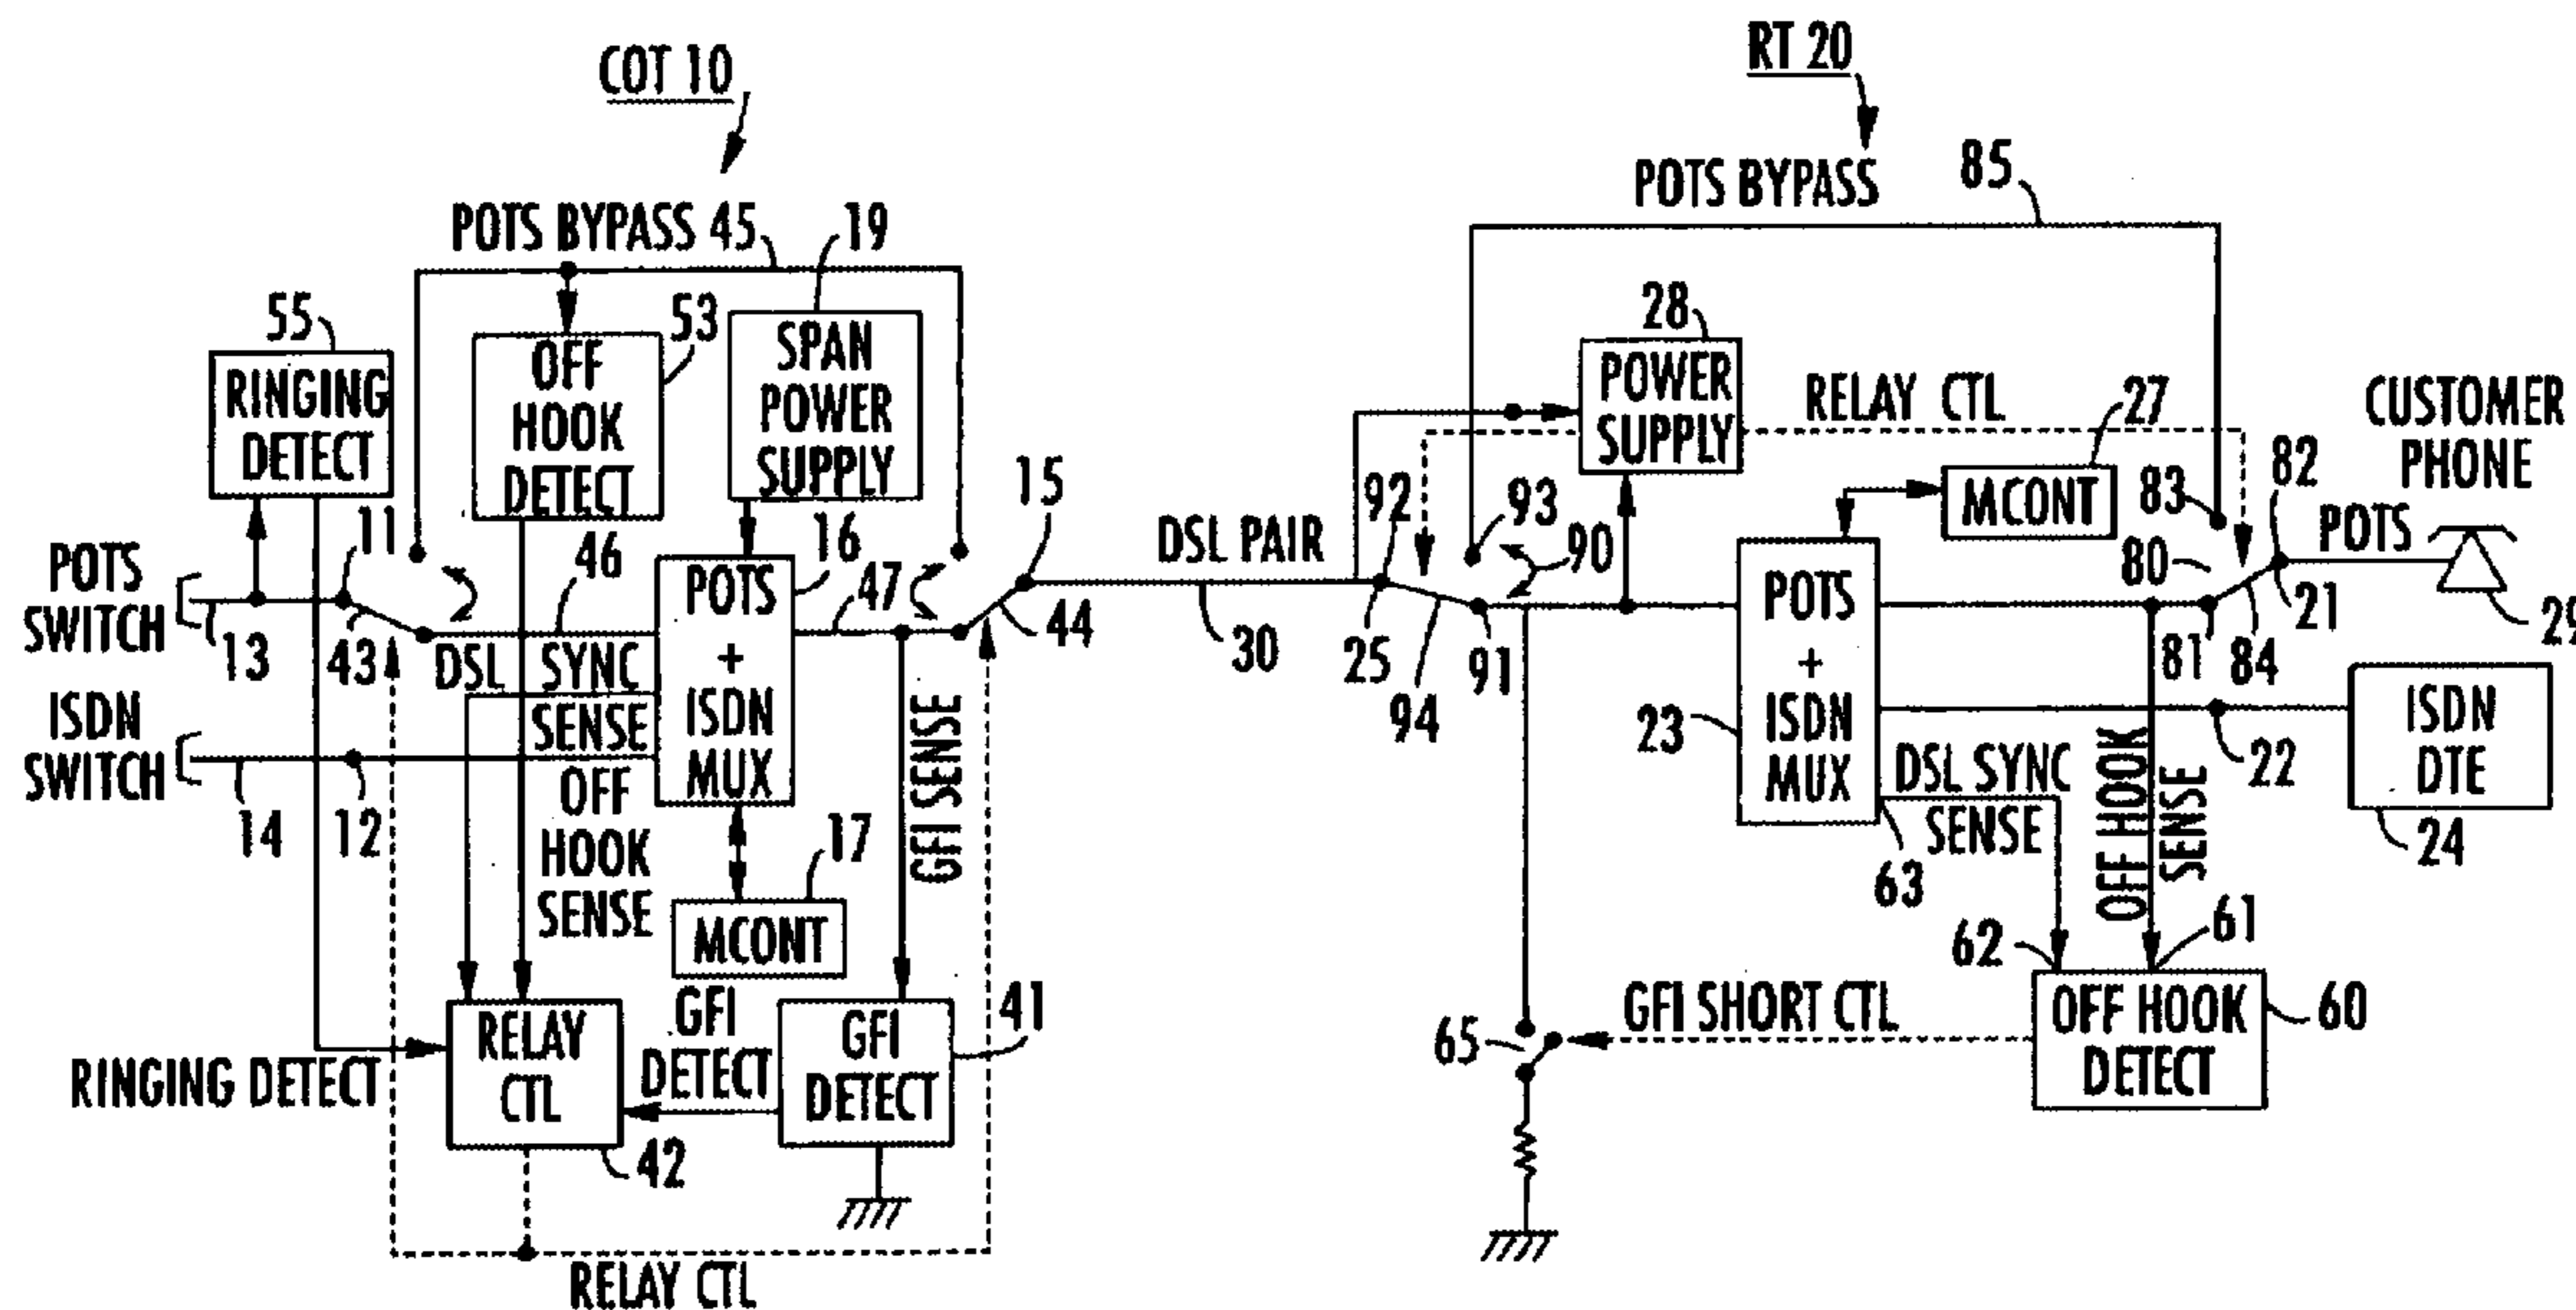 COT 10
RT 20
POTS BYPASS 45
19
POTS BYPASS
85
55
RINGING
DETECT
OFF
HOOK
DETECT
53
SPAN
POWER
SUPPLY
28
POWER
SUPPLY
RELAY CTL
27
MCONT
CUSTOMER
PHONE
POTS
SWITCH
13
11
43
46
16
47
15
44
DSL PAIR
30
92
25
94
93
90
91
83
80
82
POTS
21
81
84
29
ISDN
SWITCH
14
12
DSL SYNC
SENSE
OFF
HOOK
SENSE
POTS
+
ISDN
MUX
GFI SENSE
17
MCONT
23
POTS
+
ISDN
MUX
DSL SYNC
SENSE
63
OFF HOOK
SENSE
22
ISDN
DTE
24
RINGING DETECT
RELAY
CTL
42
GFI
DETECT
GFI
DETECT
41
65
GFI SHORT CTL
62
61
OFF HOOK
DETECT
60
RELAY CTL